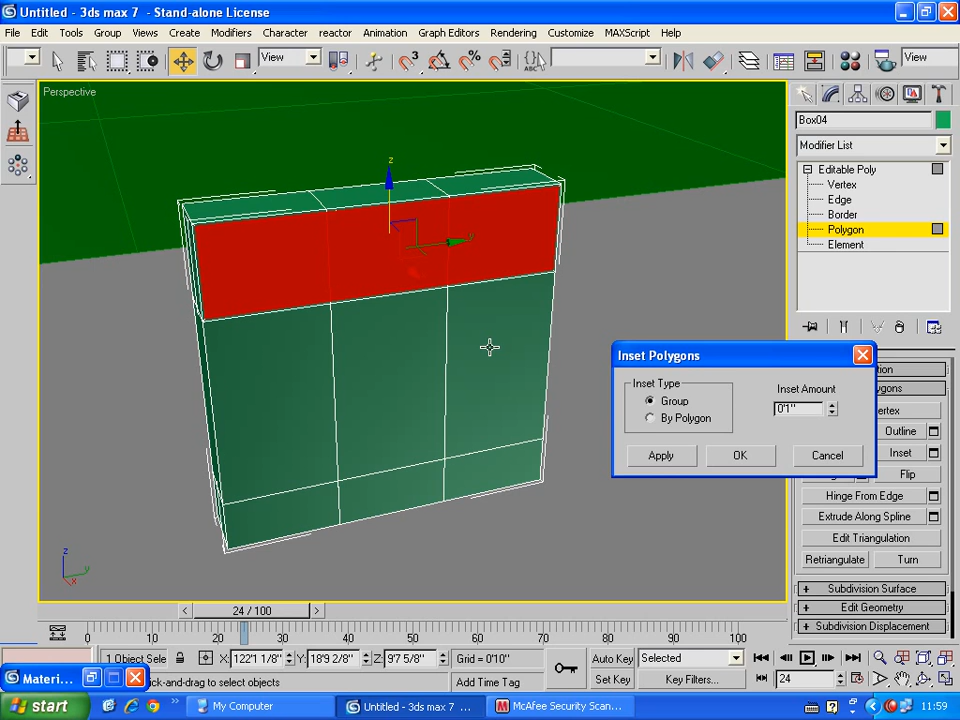 Untitled - 3ds max 7 - Stand-alone License
File Edit Tools Group Views Create Modifiers Character reactor Animation Graph Editors Rendering Customize MAXScript Help
View
View
Perspective
z
y
Box04
Modifier List
Editable Poly
Vertex
Edge
Border
Polygon
Element
Inset Polygons
Inset Type
Group
By Polygon
Inset Amount
0'1"
Apply OK Cancel
Outline
Inset
Flip
Hinge From Edge
Extrude Along Spline
Edit Triangulation
Retriangulate Turn
+ Subdivision Surface
+ Edit Geometry
+ Subdivision Displacement
z
y
x
< 24 / 100 >
0 10 20 30 40 50 60 70 80 90 100
1 Object Sele X: 122'1 1/8" Y: 18'9 2/8" Z: 9'7 5/8" Grid = 0'10" Auto Key Selected
Materi...
ck-and-drag to select objects Add Time Tag Set Key Key Filters... 24
start My Computer Untitled - 3ds max 7 ... McAfee Security Scan... 11:59